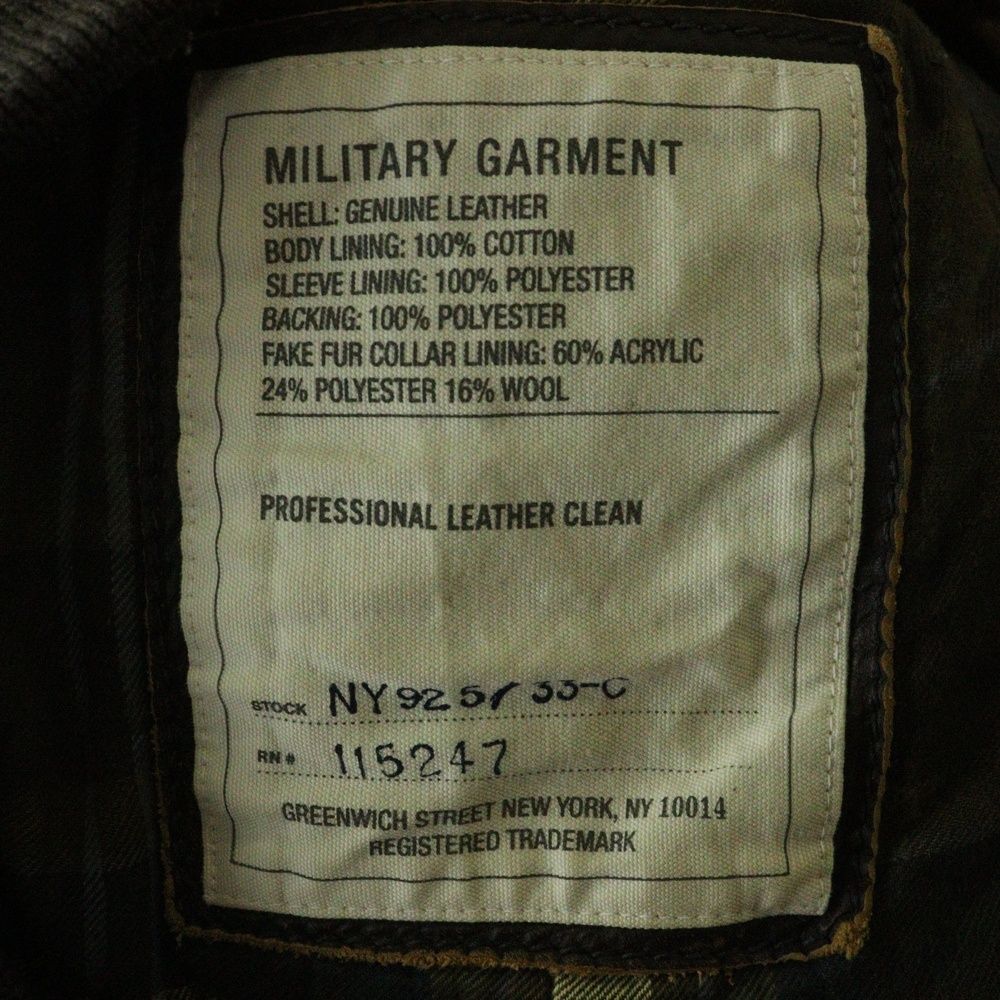 MILITARY GARMENT
SHELL: GENUINE LEATHER
BODY LINING: 100% COTTON
SLEEVE LINING: 100% POLYESTER
BACKING: 100% POLYESTER
FAKE FUR COLLAR LINING: 60% ACRYLIC
24% POLYESTER 16% WOOL
PROFESSIONAL LEATHER CLEAN
STOCK
RN # 115247
GREENWICH STREET NEW YORK, NY 10014
REGISTERED TRADEMARK